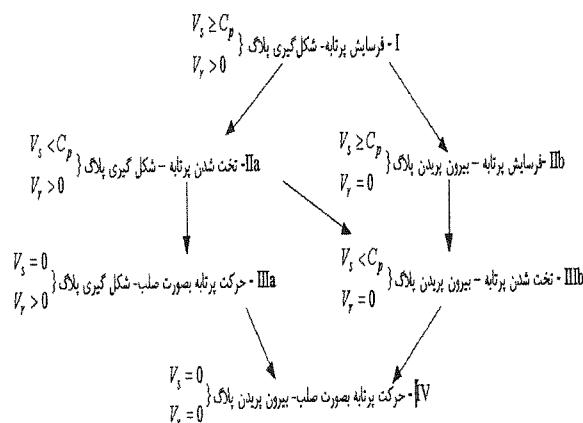 V_s ≥ C_p
V_r > 0
} I - فرسایش پرتابه- شکل گیری پلاگ
V_s < C_p
V_r > 0
} IIa- تخت شدن پرتابه – شکل گیری پلاگ
V_s ≥ C_p
V_r = 0
} IIb -فرسایش پرتابه – بیرون پریدن پلاگ
V_s = 0
V_r > 0
} IIIa - حرکت پرتابه بصورت صلب- شکل گیری پلاگ
V_s < C_p
V_r = 0
} IIIb – تخت شدن پرتابه – بیرون پریدن پلاگ
V_s = 0
V_r = 0
} IV- حرکت پرتابه بصورت صلب- بیرون پریدن پلاگ